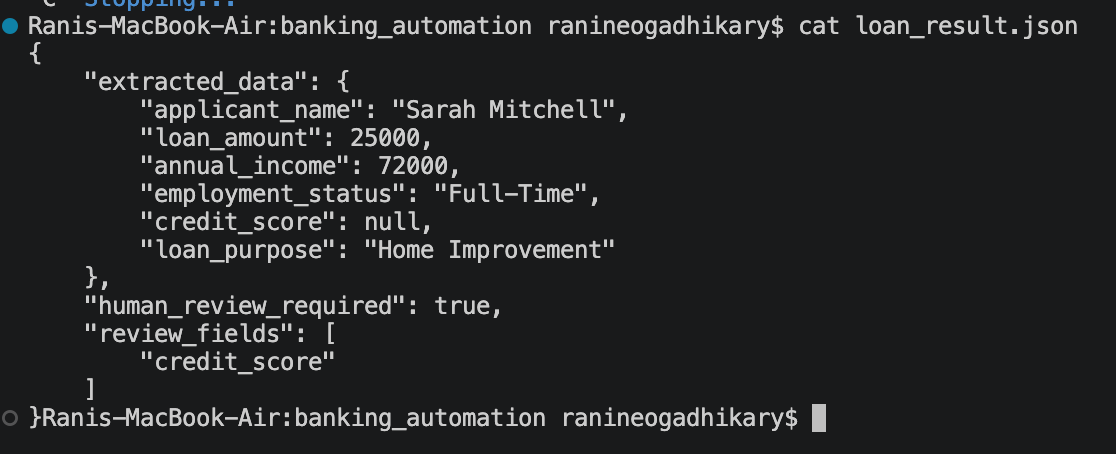 Stopping...
Ranis-MacBook-Air:banking_automation ranineogadhikary$ cat loan_result.json
{
    "extracted_data": {
        "applicant_name": "Sarah Mitchell",
        "loan_amount": 25000,
        "annual_income": 72000,
        "employment_status": "Full-Time",
        "credit_score": null,
        "loan_purpose": "Home Improvement"
    },
    "human_review_required": true,
    "review_fields": [
        "credit_score"
    ]
}Ranis-MacBook-Air:banking_automation ranineogadhikary$